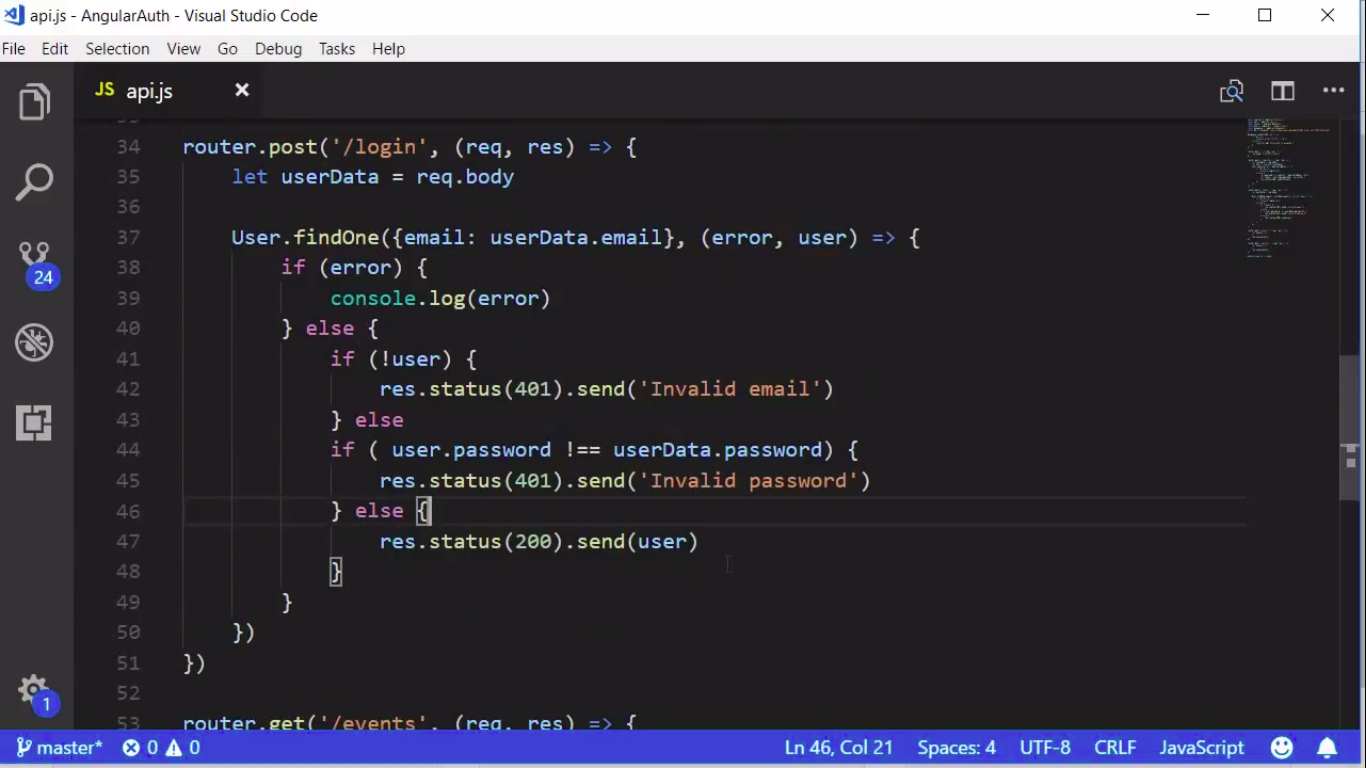 api.js - AngularAuth - Visual Studio Code
File Edit Selection View Go Debug Tasks Help
JS api.js
34 router.post('/login', (req, res) => {
35 let userData = req.body
36
37 User.findOne({email: userData.email}, (error, user) => {
38 if (error) {
39 console.log(error)
40 } else {
41 if (!user) {
42 res.status(401).send('Invalid email')
43 } else
44 if ( user.password !== userData.password) {
45 res.status(401).send('Invalid password')
46 } else {
47 res.status(200).send(user)
48 }
49 }
50 })
51 })
52
53 router.get('/events', (req, res) => {
24
1
master* 0 0 Ln 46, Col 21 Spaces: 4 UTF-8 CRLF JavaScript